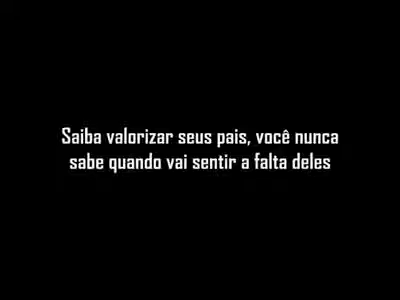 Saiba valorizar seus pais, você nunca
sabe quando vai sentir a falta deles